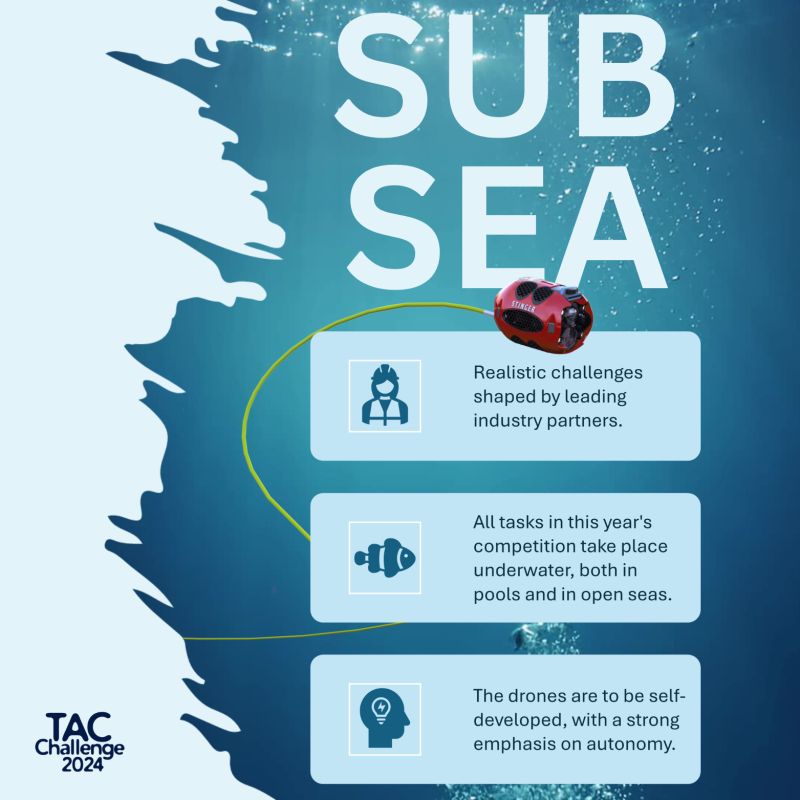 SUB
SEA
STINGER
Realistic challenges
shaped by leading
industry partners.
All tasks in this year's
competition take place
underwater, both in
pools and in open seas.
The drones are to be self-
developed, with a strong
emphasis on autonomy.
TAC
Challenge
2024